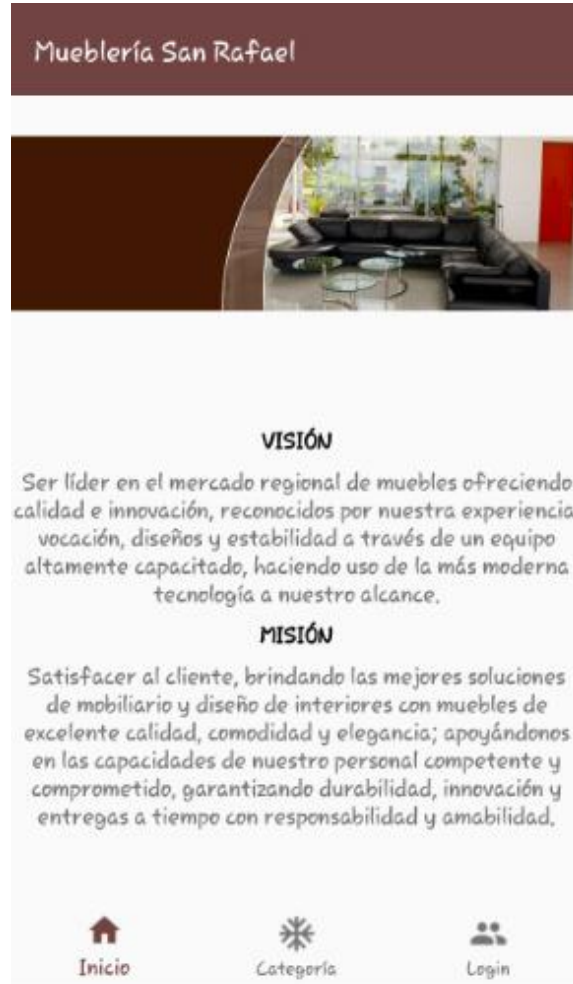 Mueblería San Rafael
VISIÓN
Ser líder en el mercado regional de muebles ofreciendo
calidad e innovación, reconocidos por nuestra experiencia
vocación, diseños y estabilidad a través de un equipo
altamente capacitado, haciendo uso de la más moderna
tecnología a nuestro alcance.
MISIÓN
Satisfacer al cliente, brindando las mejores soluciones
de mobiliario y diseño de interiores con muebles de
excelente calidad, comodidad y elegancia; apoyándonos
en las capacidades de nuestro personal competente y
comprometido, garantizando durabilidad, innovación y
entregas a tiempo con responsabilidad y amabilidad.
Inicio
Categoría
Login